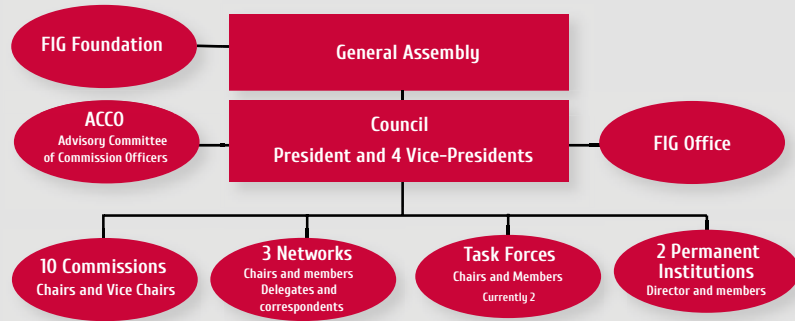 FIG Foundation
General Assembly
ACCO
Advisory Committee
of Commission Officers
Council
President and 4 Vice-Presidents
FIG Office
10 Commissions
Chairs and Vice Chairs
3 Networks
Chairs and members
Delegates and
correspondents
Task Forces
Chairs and Members
Currently 2
2 Permanent
Institutions
Director and members